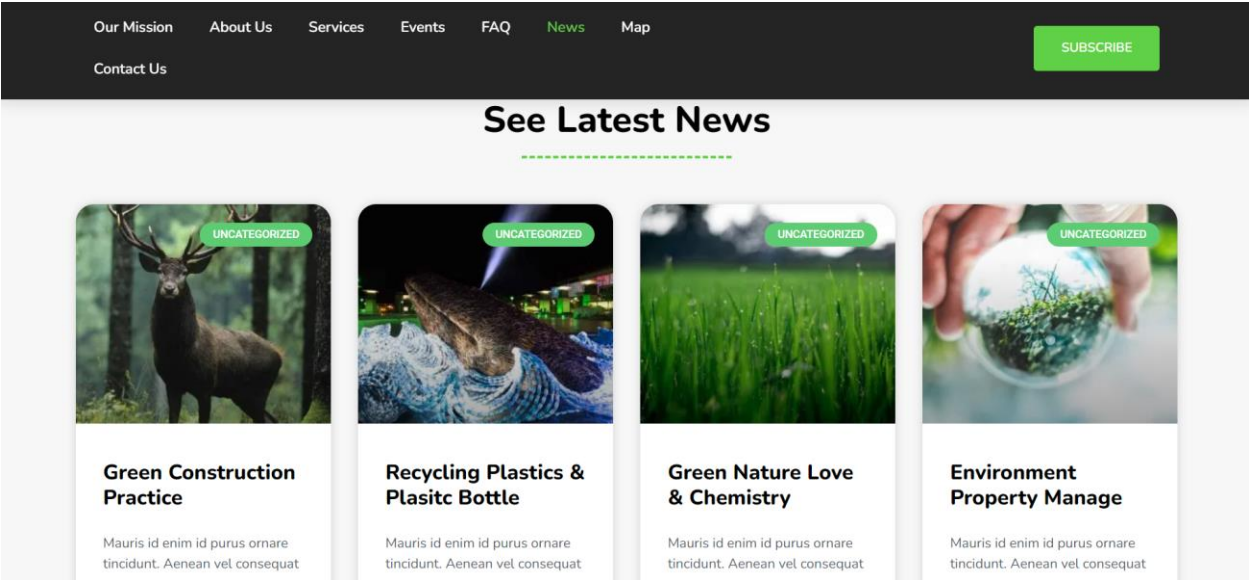 Our Mission About Us Services Events FAQ News Map
Contact Us
SUBSCRIBE
See Latest News
UNCATEGORIZED
Green Construction
Practice
Mauris id enim id purus ornare
tincidunt. Aenean vel consequat
UNCATEGORIZED
Recycling Plastics &
Plasitc Bottle
Mauris id enim id purus ornare
tincidunt. Aenean vel consequat
UNCATEGORIZED
Green Nature Love
& Chemistry
Mauris id enim id purus ornare
tincidunt. Aenean vel consequat
UNCATEGORIZED
Environment
Property Manage
Mauris id enim id purus ornare
tincidunt. Aenean vel consequat